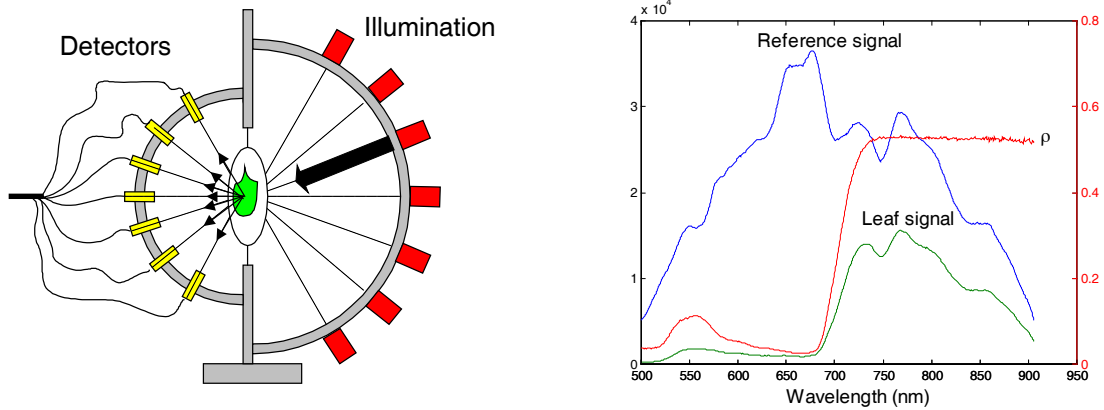 Detectors
Illumination
x 10⁴
4
3
2
1
0
0.8
0.6
0.4
0.2
0
Reference signal
ρ
Leaf signal
500 550 600 650 700 750 800 850 900 950
Wavelength (nm)